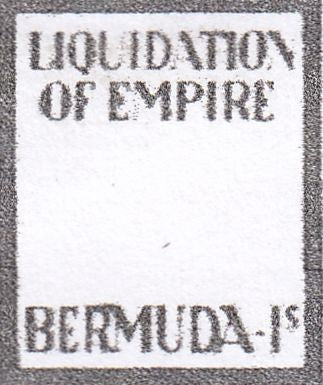 LIQUIDATION
OF EMPIRE
BERMUDA-1s